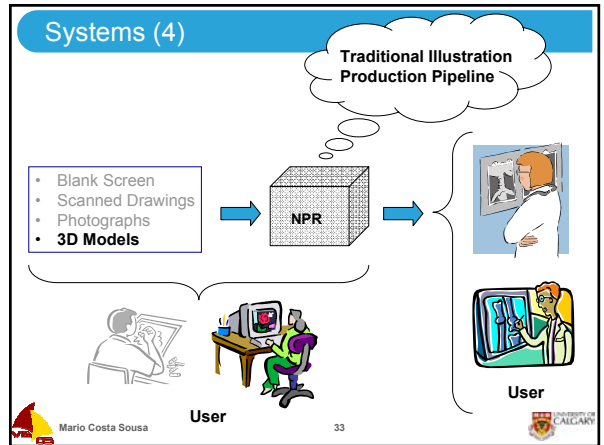 Systems (4)
Traditional Illustration
Production Pipeline
• Blank Screen
• Scanned Drawings
• Photographs
• 3D Models
NPR
User
User
Mario Costa Sousa
33
UNIVERSITY OF
CALGARY